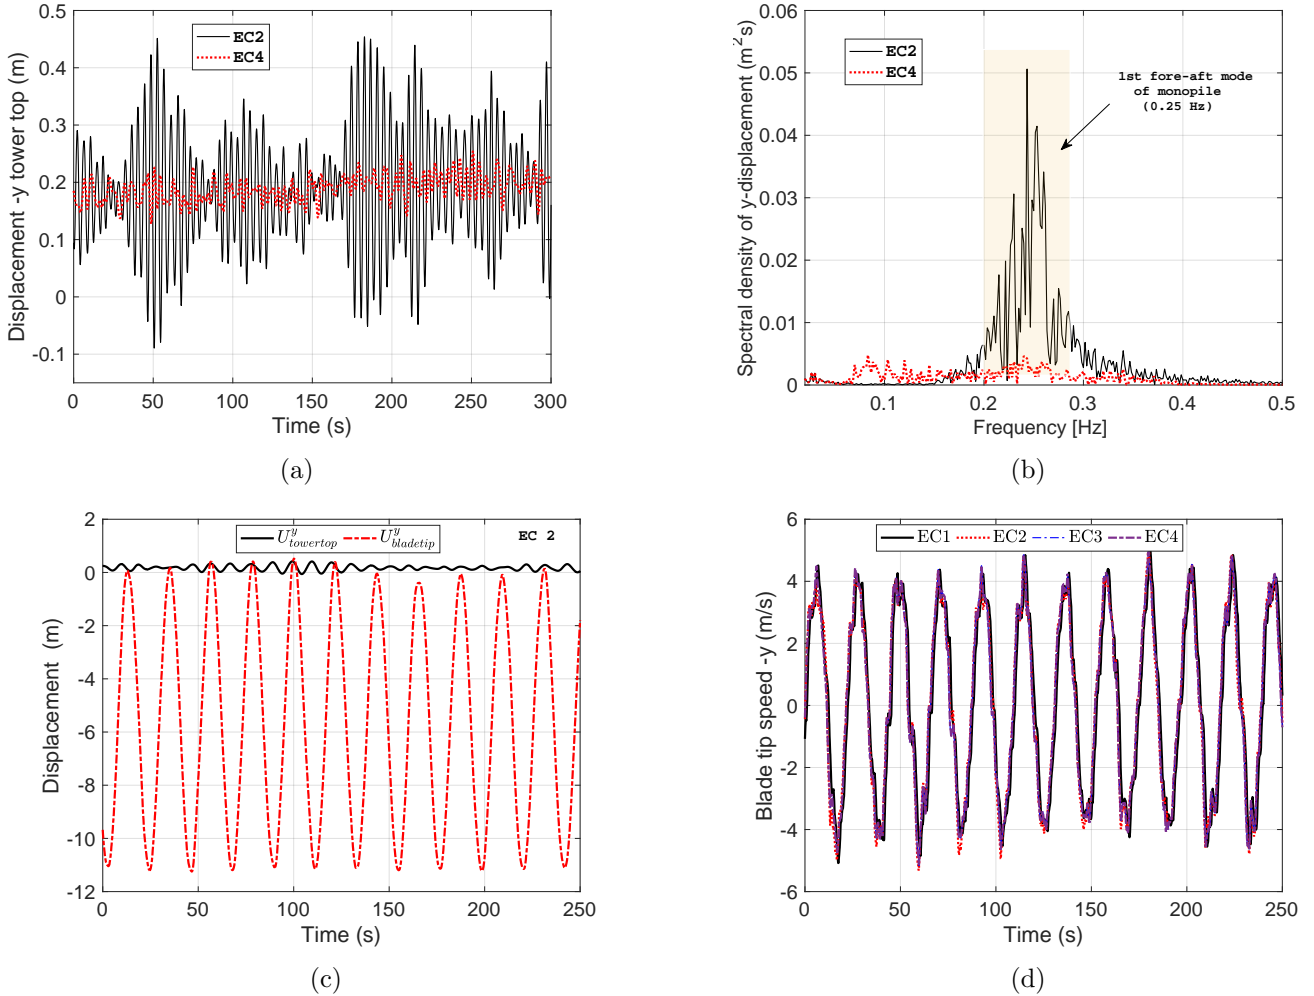 Displacement -y tower top (m)
0.5
0.4
0.3
0.2
0.1
0
-0.1
EC2
EC4
0 50 100 150 200 250 300
Time (s)
(a)
Spectral density of y-displacement (m²s)
0.06
0.05
0.04
0.03
0.02
0.01
0
EC2
EC4
1st fore-aft mode
of monopile
(0.25 Hz)
0.1 0.2 0.3 0.4 0.5
Frequency [Hz]
(b)
Displacement (m)
2
0
-2
-4
-6
-8
-10
-12
U^y_towertop U^y_bladetip
EC 2
0 50 100 150 200 250
Time (s)
(c)
Blade tip speed -y (m/s)
6
4
2
0
-2
-4
-6
EC1 EC2 EC3 EC4
0 50 100 150 200 250
Time (s)
(d)